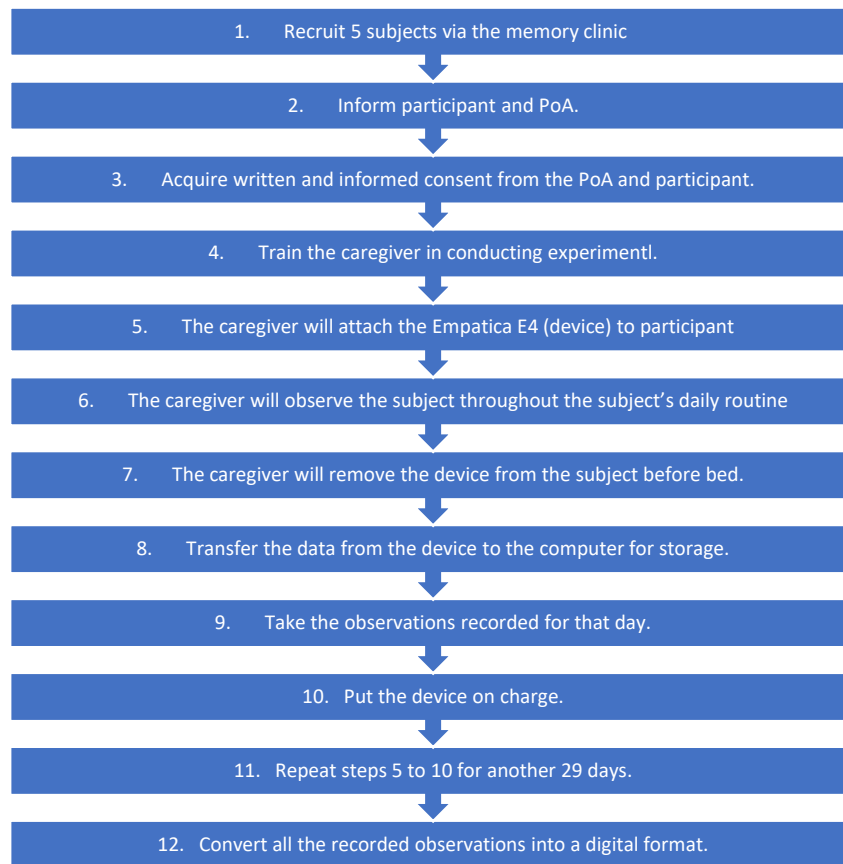 1. Recruit 5 subjects via the memory clinic
2. Inform participant and PoA.
3. Acquire written and informed consent from the PoA and participant.
4. Train the caregiver in conducting experimentl.
5. The caregiver will attach the Empatica E4 (device) to participant
6. The caregiver will observe the subject throughout the subject's daily routine
7. The caregiver will remove the device from the subject before bed.
8. Transfer the data from the device to the computer for storage.
9. Take the observations recorded for that day.
10. Put the device on charge.
11. Repeat steps 5 to 10 for another 29 days.
12. Convert all the recorded observations into a digital format.